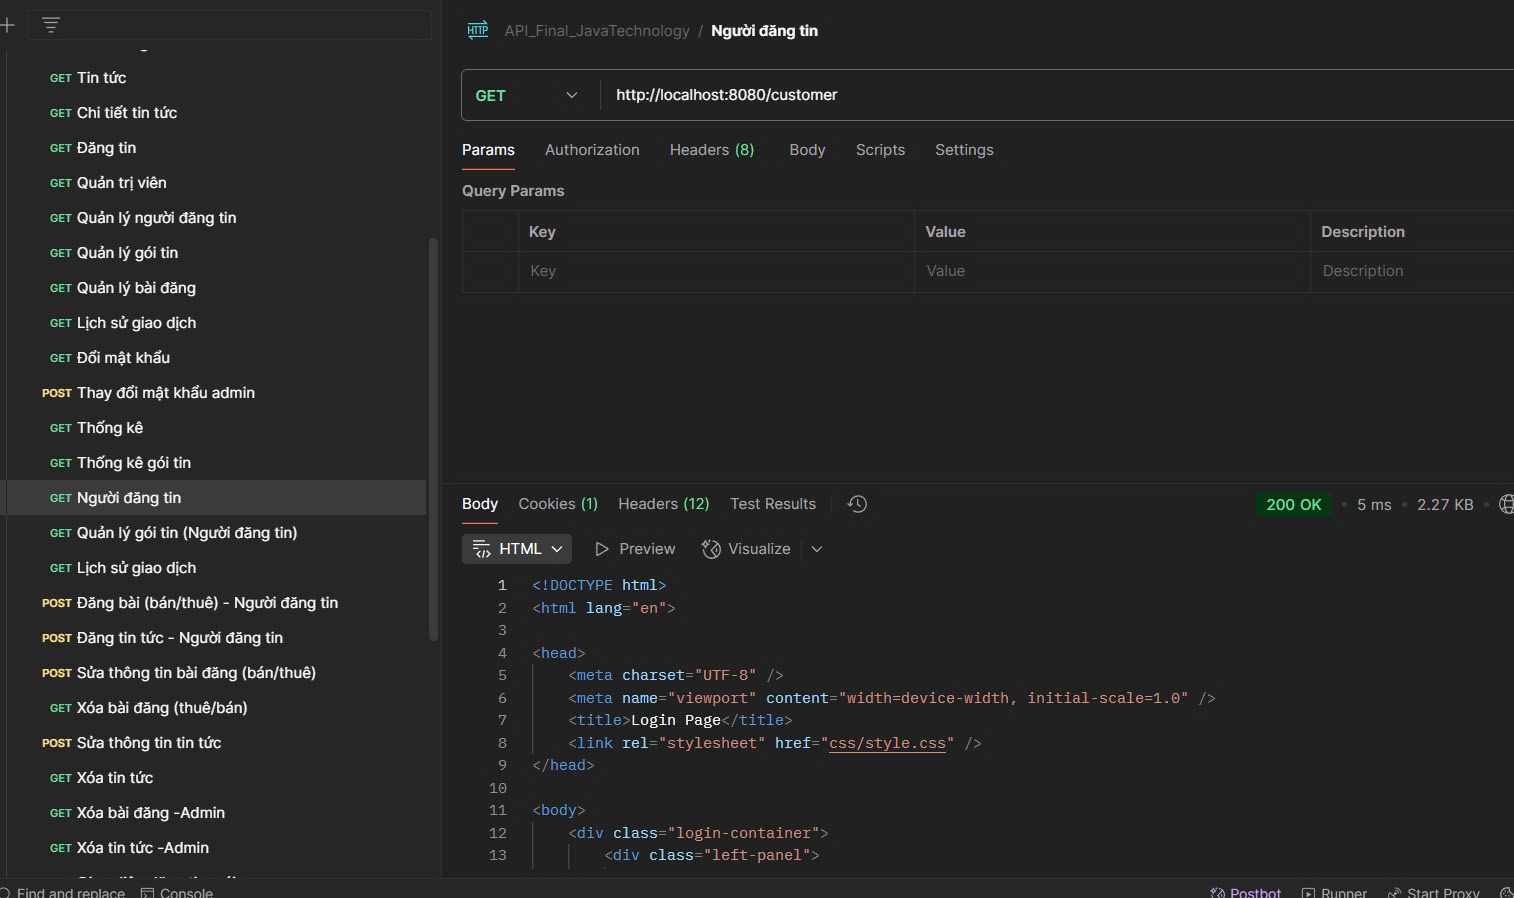 GET Tin tức
GET Chi tiết tin tức
GET Đăng tin
GET Quản trị viên
GET Quản lý người đăng tin
GET Quản lý gói tin
GET Quản lý bài đăng
GET Lịch sử giao dịch
GET Đổi mật khẩu
POST Thay đổi mật khẩu admin
GET Thống kê
GET Thống kê gói tin
GET Người đăng tin
GET Quản lý gói tin (Người đăng tin)
GET Lịch sử giao dịch
POST Đăng bài (bán/thuê) - Người đăng tin
POST Đăng tin tức - Người đăng tin
POST Sửa thông tin bài đăng (bán/thuê)
GET Xóa bài đăng (thuê/bán)
POST Sửa thông tin tin tức
GET Xóa tin tức
GET Xóa bài đăng -Admin
GET Xóa tin tức -Admin
HTTP API_Final_JavaTechnology / Người đăng tin
GET http://localhost:8080/customer
Params Authorization Headers (8) Body Scripts Settings
Query Params
Key Value Description
Key Value Description
Body Cookies (1) Headers (12) Test Results 200 OK • 5 ms • 2.27 KB •
HTML Preview Visualize
1 <!DOCTYPE html>
2 <html lang="en">
3
4 <head>
5 <meta charset="UTF-8" />
6 <meta name="viewport" content="width=device-width, initial-scale=1.0" />
7 <title>Login Page</title>
8 <link rel="stylesheet" href="css/style.css" />
9 </head>
10
11 <body>
12 <div class="login-container">
13 <div class="left-panel">
Find and replace Console Postbot Runner Start Proxy